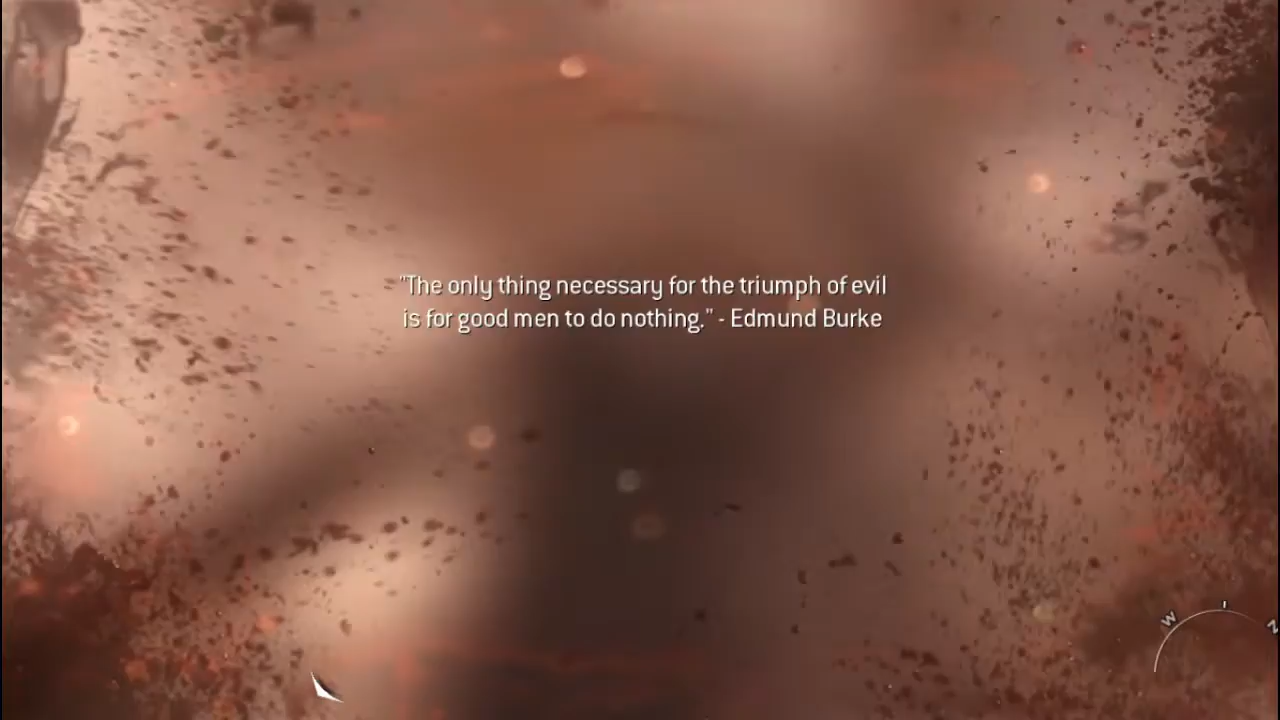 "The only thing necessary for the triumph of evil
is for good men to do nothing." - Edmund Burke
W
N